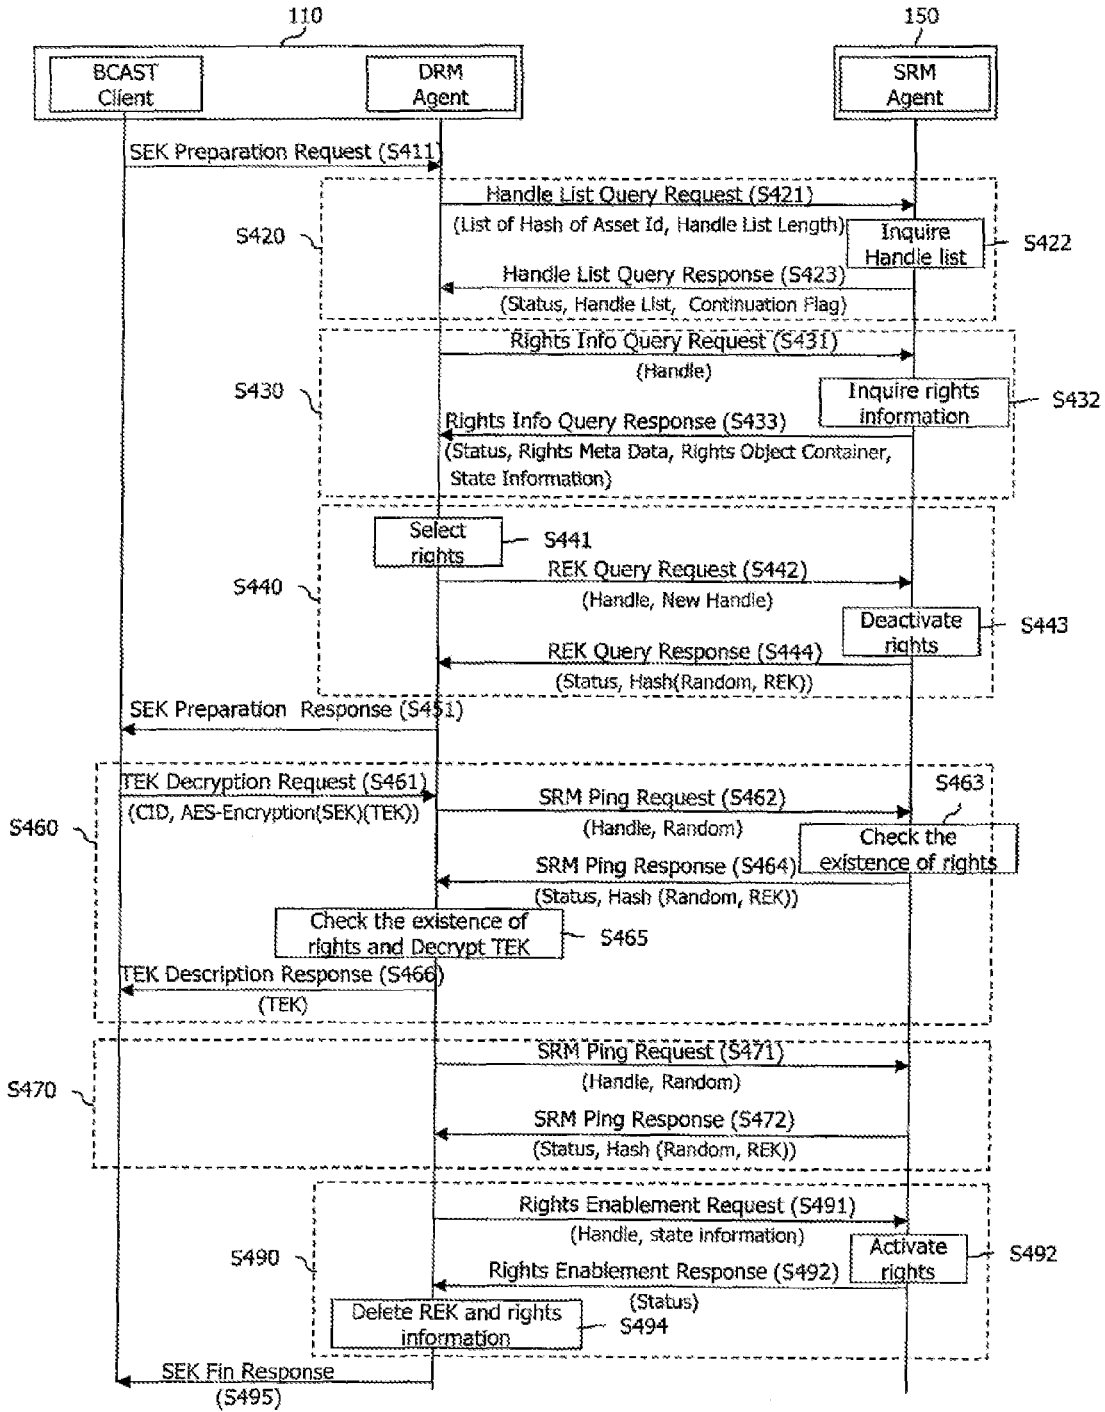 110
150
BCAST
Client
DRM
Agent
SRM
Agent
SEK Preparation Request (S411)
Handle List Query Request (S421)
(List of Hash of Asset Id, Handle List Length)
S420
Inquire
Handle list
S422
Handle List Query Response (S423)
(Status, Handle List, Continuation Flag)
Rights Info Query Request (S431)
(Handle)
S430
Inquire rights
information
S432
Rights Info Query Response (S433)
(Status, Rights Meta Data, Rights Object Container,
State Information)
Select
rights
S441
REK Query Request (S442)
(Handle, New Handle)
S440
Deactivate
rights
S443
REK Query Response (S444)
(Status, Hash(Random, REK))
SEK Preparation Response (S451)
TEK Decryption Request (S461)
(CID, AES-Encryption(SEK)(TEK))
SRM Ping Request (S462)
(Handle, Random)
S463
S460
Check the
existence of rights
SRM Ping Response (S464)
(Status, Hash (Random, REK))
Check the existence of
rights and Decrypt TEK
S465
TEK Description Response (S466)
(TEK)
SRM Ping Request (S471)
(Handle, Random)
S470
SRM Ping Response (S472)
(Status, Hash (Random, REK))
Rights Enablement Request (S491)
(Handle, state information)
S490
Activate
rights
S492
Rights Enablement Response (S492)
(Status)
Delete REK and rights
information
S494
SEK Fin Response
(S495)